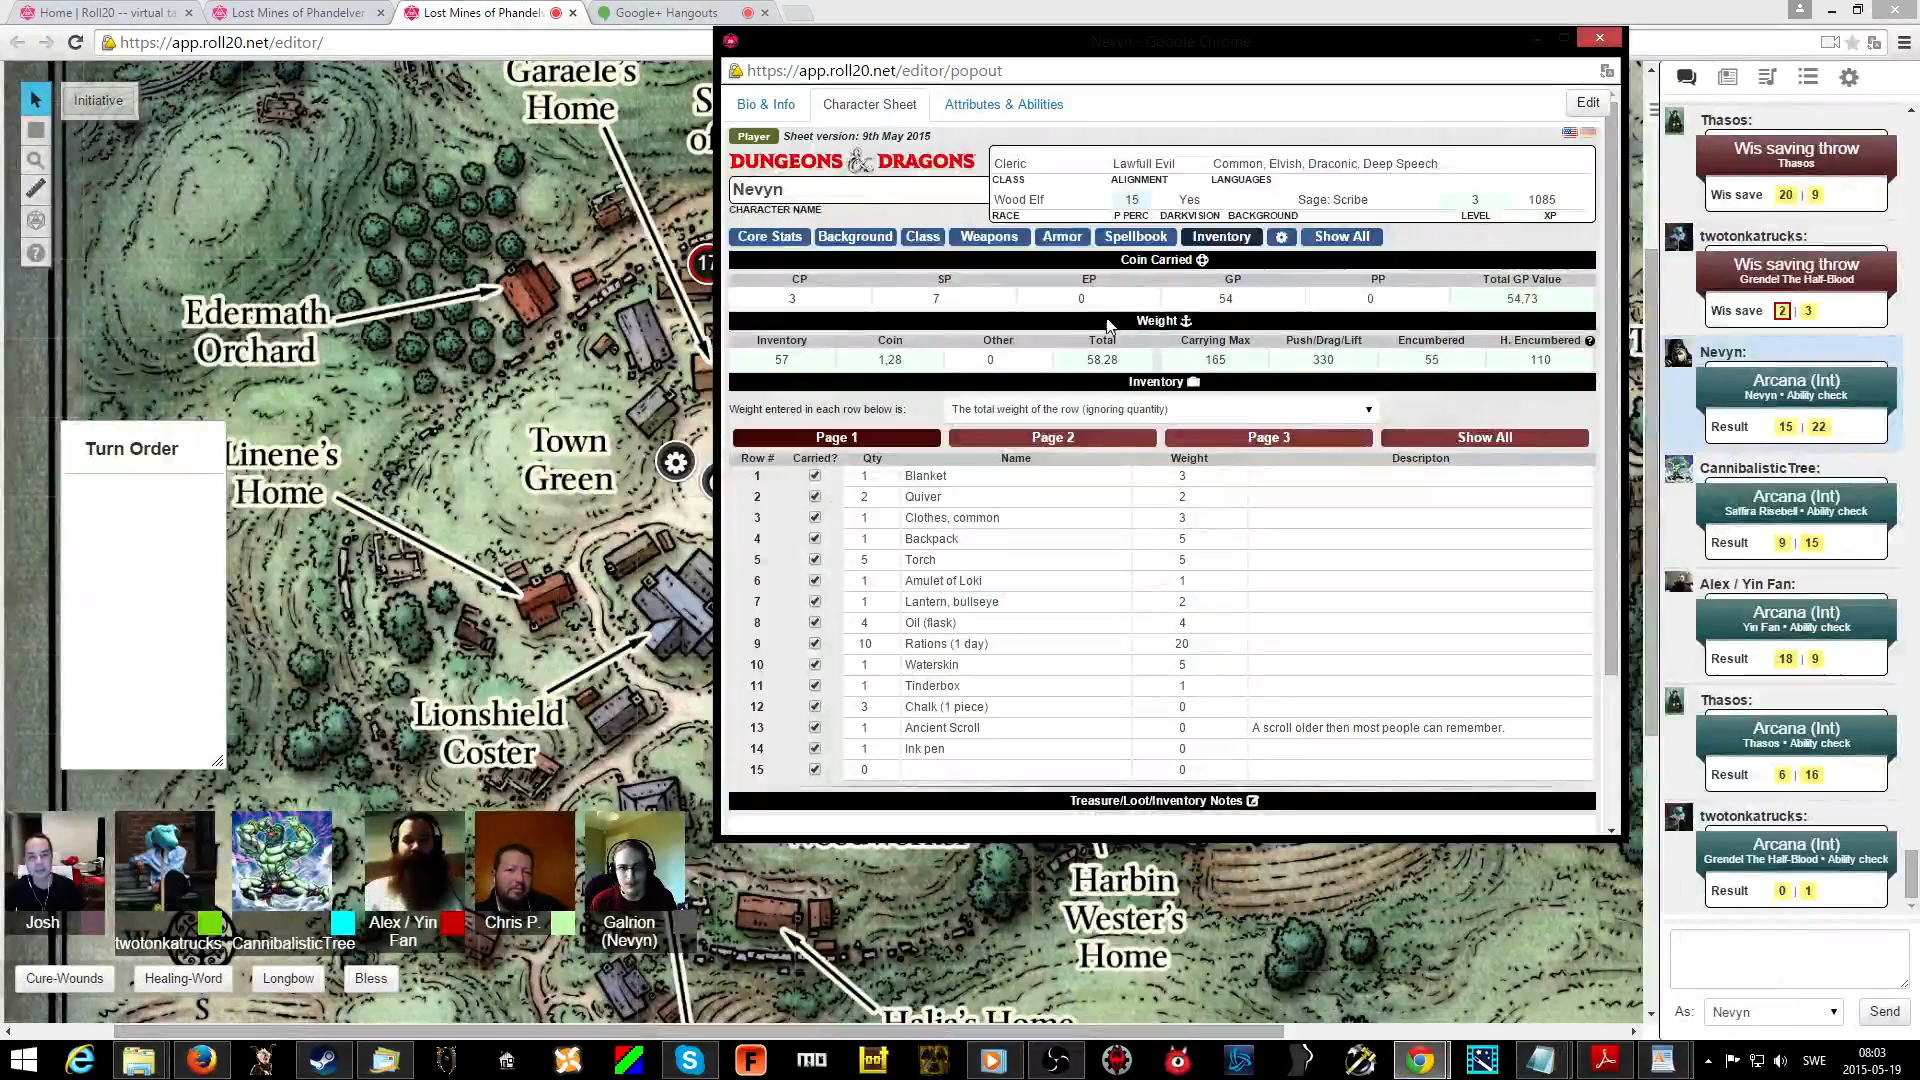 Home | Roll20 -- virtual ta
Lost Mines of Phandelver
Lost Mines of Phandelv
Google+ Hangouts
https://app.roll20.net/editor/
Initiative
Garaele's
Home
Edermath
Orchard
Turn Order
Linene's
Home
Town
Green
Lionshield
Coster
Harbin
Wester's
Home
Halia's Home
Nevyn - Google Chrome
https://app.roll20.net/editor/popout
Bio & Info
Character Sheet
Attributes & Abilities
Edit
Player
Sheet version: 9th May 2015
DUNGEONS & DRAGONS
Nevyn
CHARACTER NAME
Cleric Lawfull Evil Common, Elvish, Draconic, Deep Speech
CLASS ALIGNMENT LANGUAGES
Wood Elf 15 Yes Sage: Scribe 3 1085
RACE P PERC DARKVISION BACKGROUND LEVEL XP
Core Stats Background Class Weapons Armor Spellbook Inventory Show All
Coin Carried
CP SP EP GP PP Total GP Value
3 7 0 54 0 54,73
Weight
Inventory Coin Other Total Carrying Max Push/Drag/Lift Encumbered H. Encumbered
57 1,28 0 58,28 165 330 55 110
Inventory
Weight entered in each row below is: The total weight of the row (ignoring quantity)
Page 1 Page 2 Page 3 Show All
Row # Carried? Qty Name Weight Descripton
1 1 Blanket 3
2 2 Quiver 2
3 1 Clothes, common 3
4 1 Backpack 5
5 5 Torch 5
6 1 Amulet of Loki 1
7 1 Lantern, bullseye 2
8 4 Oil (flask) 4
9 10 Rations (1 day) 20
10 1 Waterskin 5
11 1 Tinderbox 1
12 3 Chalk (1 piece) 0
13 1 Ancient Scroll 0 A scroll older then most people can remember.
14 1 Ink pen 0
15 0 0
Treasure/Loot/Inventory Notes
Thasos:
Wis saving throw
Thasos
Wis save 20 | 9
twotonkatrucks:
Wis saving throw
Grendel The Half-Blood
Wis save 2 | 3
Nevyn:
Arcana (Int)
Nevyn • Ability check
Result 15 | 22
CannibalisticTree:
Arcana (Int)
Saffira Risebell • Ability check
Result 9 | 15
Alex / Yin Fan:
Arcana (Int)
Yin Fan • Ability check
Result 18 | 9
Thasos:
Arcana (Int)
Thasos • Ability check
Result 6 | 16
twotonkatrucks:
Arcana (Int)
Grendel The Half-Blood • Ability check
Result 0 | 1
As: Nevyn Send
Josh
twotonkatrucks
CannibalisticTree
Alex / Yin
Fan
Chris P.
Galrion
(Nevyn)
Cure-Wounds Healing-Word Longbow Bless
SWE
08:03
2015-05-19